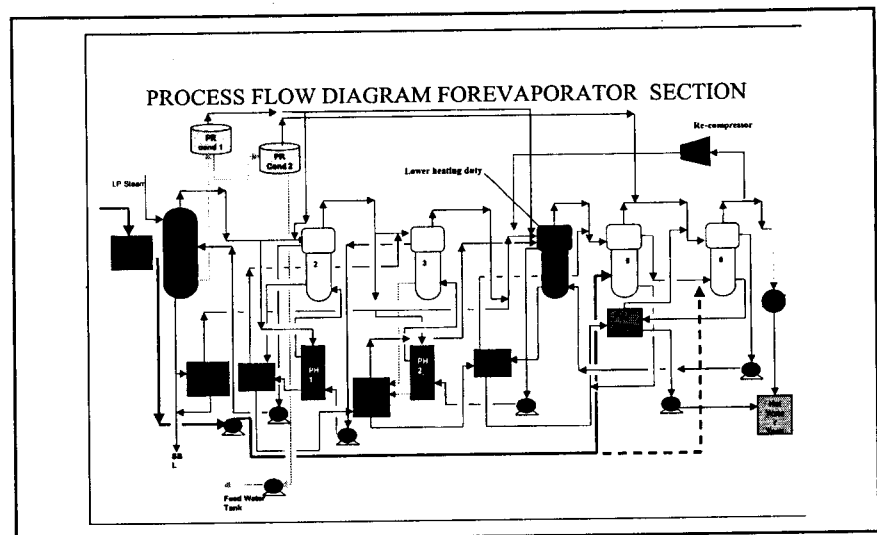 PROCESS FLOW DIAGRAM FOREVAPORATOR SECTION
Re-compressor
PR
cond 1
PR
Cond 2
Lower heating duty
LP Steam
2
3
5
6
PH
1
PH
2
SB
L
Feed Water
Tank